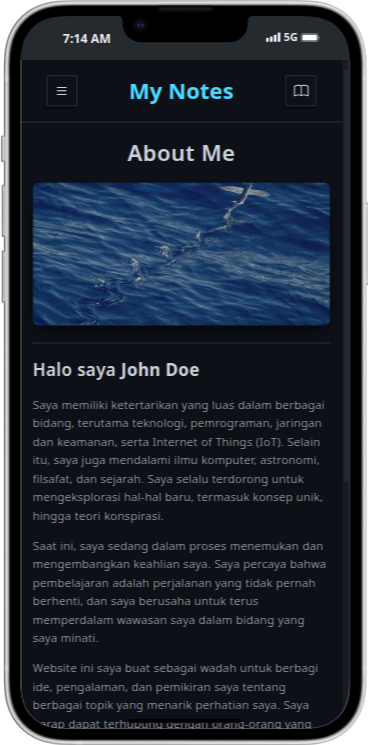 7:14 AM
5G
My Notes
About Me
Halo saya John Doe
Saya memiliki ketertarikan yang luas dalam berbagai
bidang, terutama teknologi, pemrograman, jaringan
dan keamanan, serta Internet of Things (IoT). Selain
itu, saya juga mendalami ilmu komputer, astronomi,
filsafat, dan sejarah. Saya selalu terdorong untuk
mengeksplorasi hal-hal baru, termasuk konsep unik,
hingga teori konspirasi.
Saat ini, saya sedang dalam proses menemukan dan
mengembangkan keahlian saya. Saya percaya bahwa
pembelajaran adalah perjalanan yang tidak pernah
berhenti, dan saya berusaha untuk terus
memperdalam wawasan saya dalam bidang yang
saya minati.
Website ini saya buat sebagai wadah untuk berbagi
ide, pengalaman, dan pemikiran saya tentang
berbagai topik yang menarik perhatian saya. Saya
dapat terhubung dengan orang-orang yang